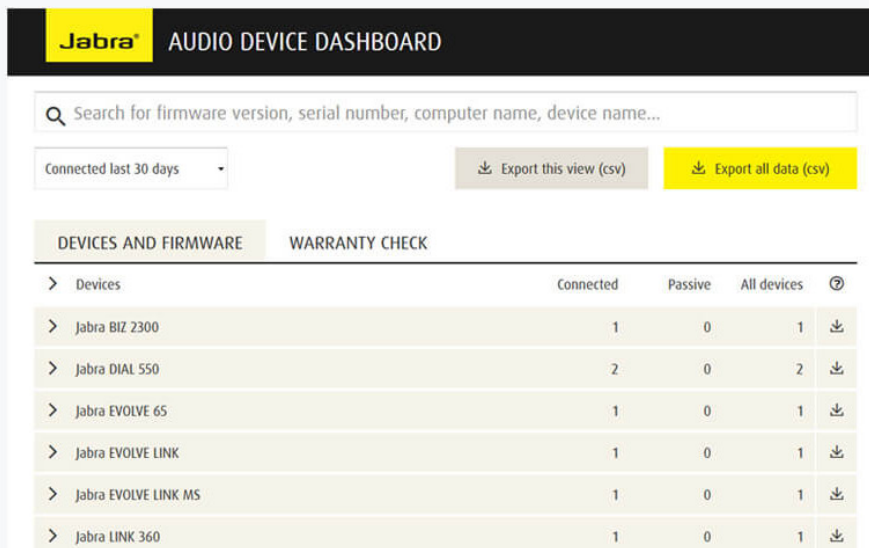 Jabra® AUDIO DEVICE DASHBOARD
Search for firmware version, serial number, computer name, device name...
Connected last 30 days Export this view (csv) Export all data (csv)
DEVICES AND FIRMWARE WARRANTY CHECK
Devices Connected Passive All devices ?
Jabra BIZ 2300 1 0 1
Jabra DIAL 550 2 0 2
Jabra EVOLVE 65 1 0 1
Jabra EVOLVE LINK 1 0 1
Jabra EVOLVE LINK MS 1 0 1
Jabra LINK 360 1 0 1